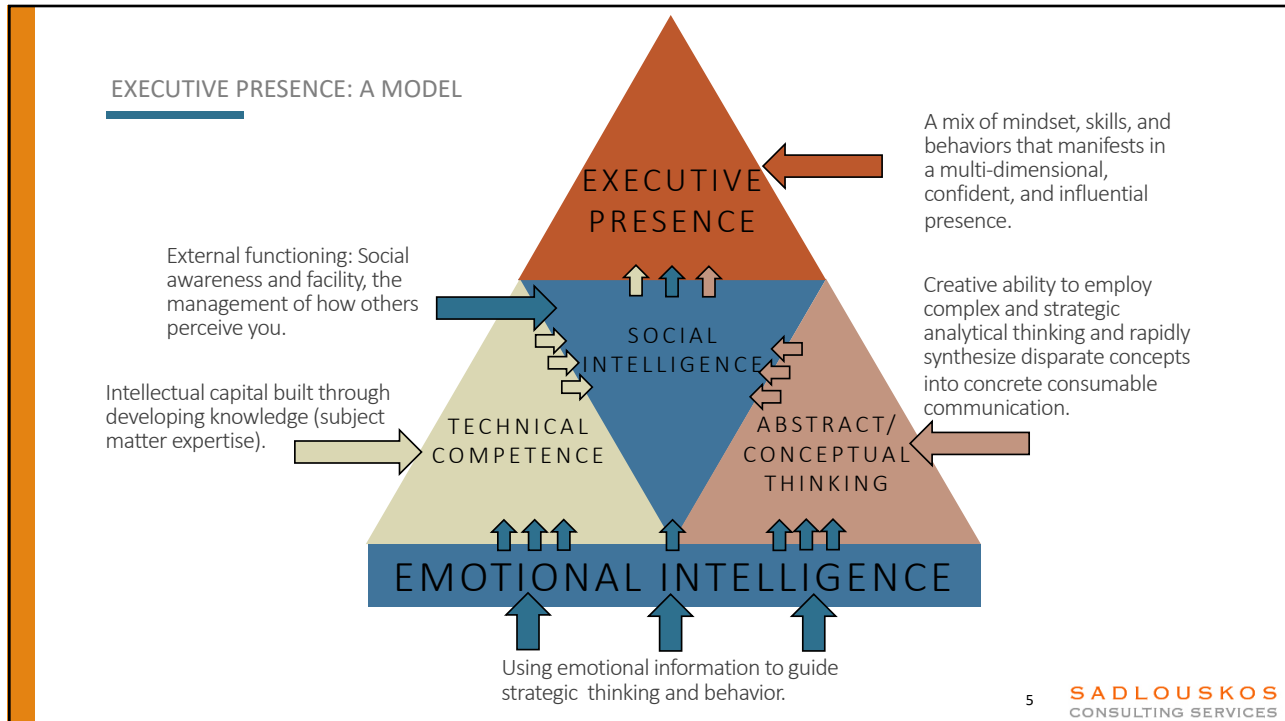 EXECUTIVE PRESENCE: A MODEL
EXECUTIVE
PRESENCE
A mix of mindset, skills, and
behaviors that manifests in
a multi-dimensional,
confident, and influential
presence.
External functioning: Social
awareness and facility, the
management of how others
perceive you.
SOCIAL
INTELLIGENCE
Creative ability to employ
complex and strategic
analytical thinking and rapidly
synthesize disparate concepts
into concrete consumable
communication.
Intellectual capital built through
developing knowledge (subject
matter expertise).
TECHNICAL
COMPETENCE
ABSTRACT/
CONCEPTUAL
THINKING
EMOTIONAL INTELLIGENCE
Using emotional information to guide
strategic thinking and behavior.
5
SADLOUSKOS
CONSULTING SERVICES